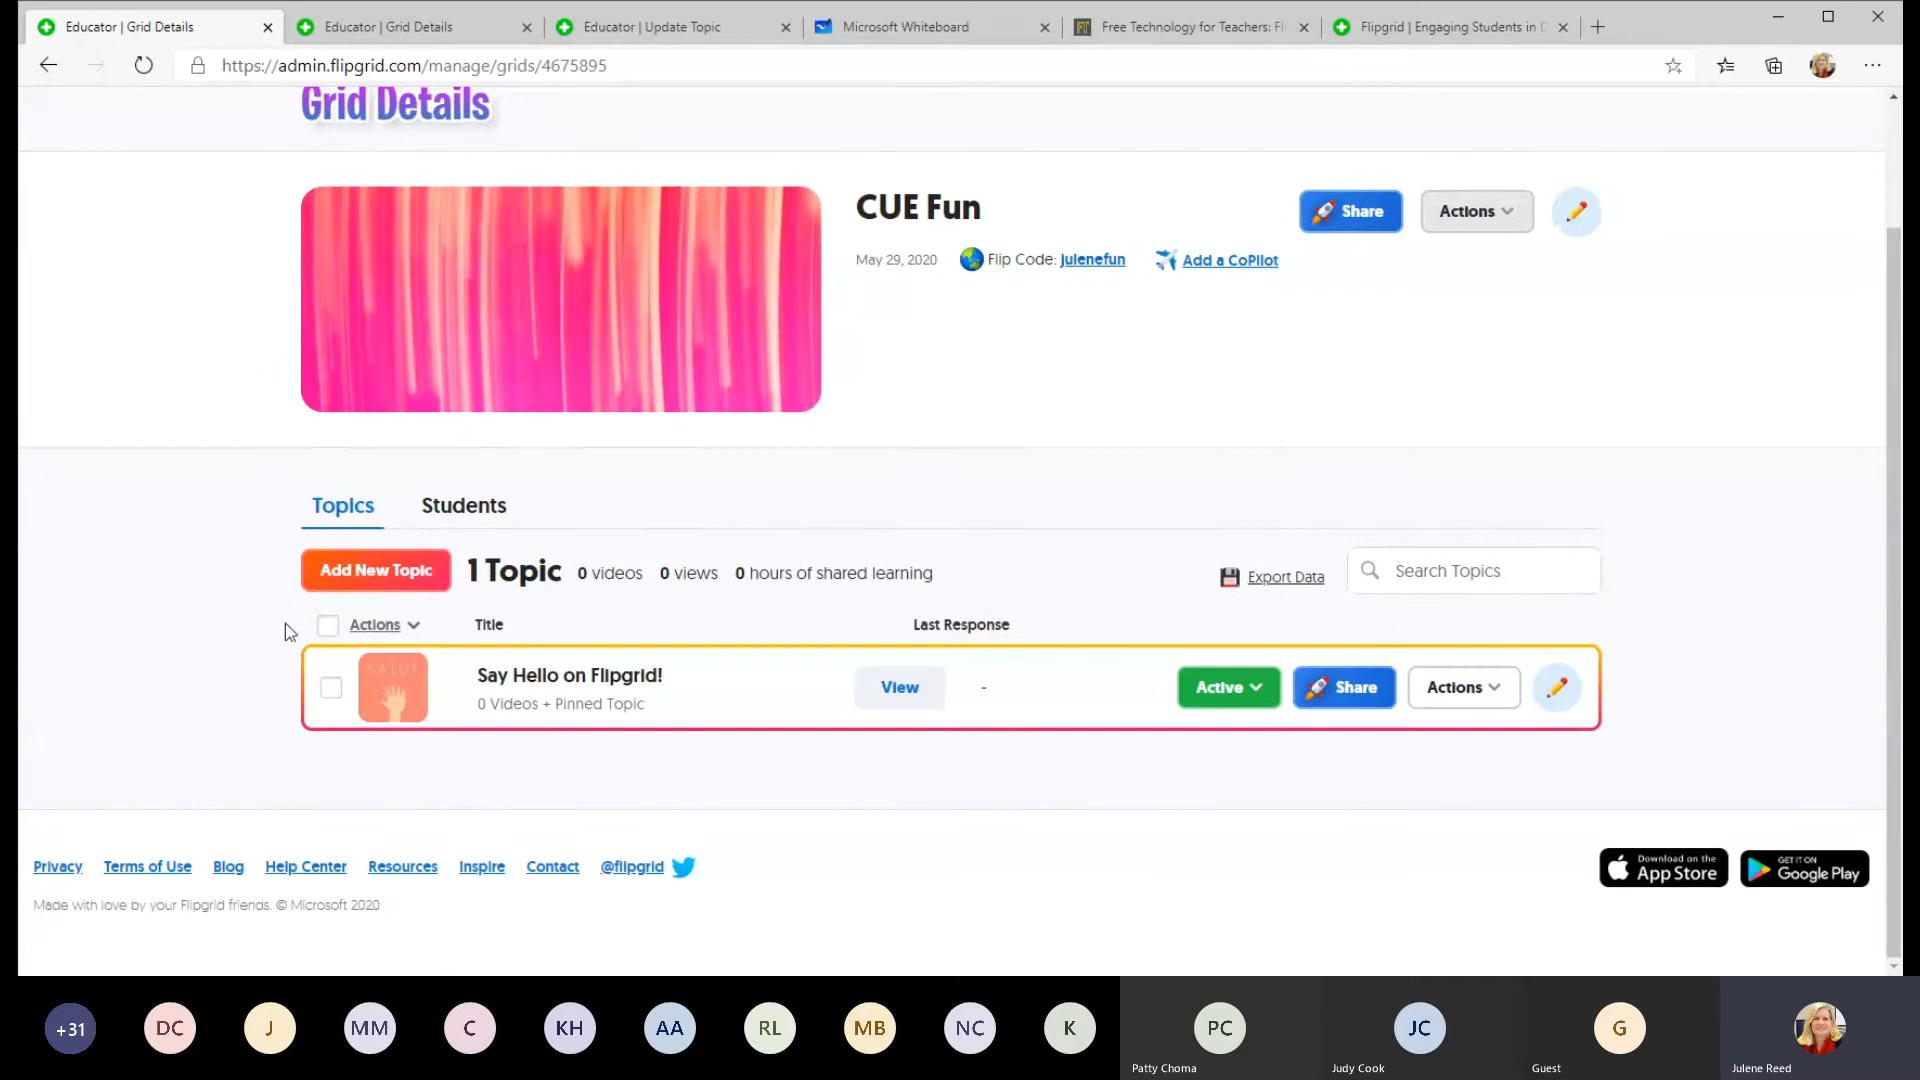 Educator | Grid Details
Educator | Grid Details
Educator | Update Topic
Microsoft Whiteboard
Free Technology for Teachers: Fl
Flipgrid | Engaging Students in D
https://admin.flipgrid.com/manage/grids/4675895
Grid Details
CUE Fun
Share
Actions
May 29, 2020
Flip Code: julenefun
Add a CoPilot
Topics
Students
Add New Topic
1 Topic
0 videos
0 views
0 hours of shared learning
Export Data
Search Topics
Actions
Title
Last Response
SALUT
Say Hello on Flipgrid!
0 Videos + Pinned Topic
View
-
Active
Share
Actions
Privacy
Terms of Use
Blog
Help Center
Resources
Inspire
Contact
@flipgrid
Download on the
App Store
GET IT ON
Google Play
Made with love by your Flipgrid friends. © Microsoft 2020
+31
DC
J
MM
C
KH
AA
RL
MB
NC
K
PC
JC
G
Patty Choma
Judy Cook
Guest
Julene Reed